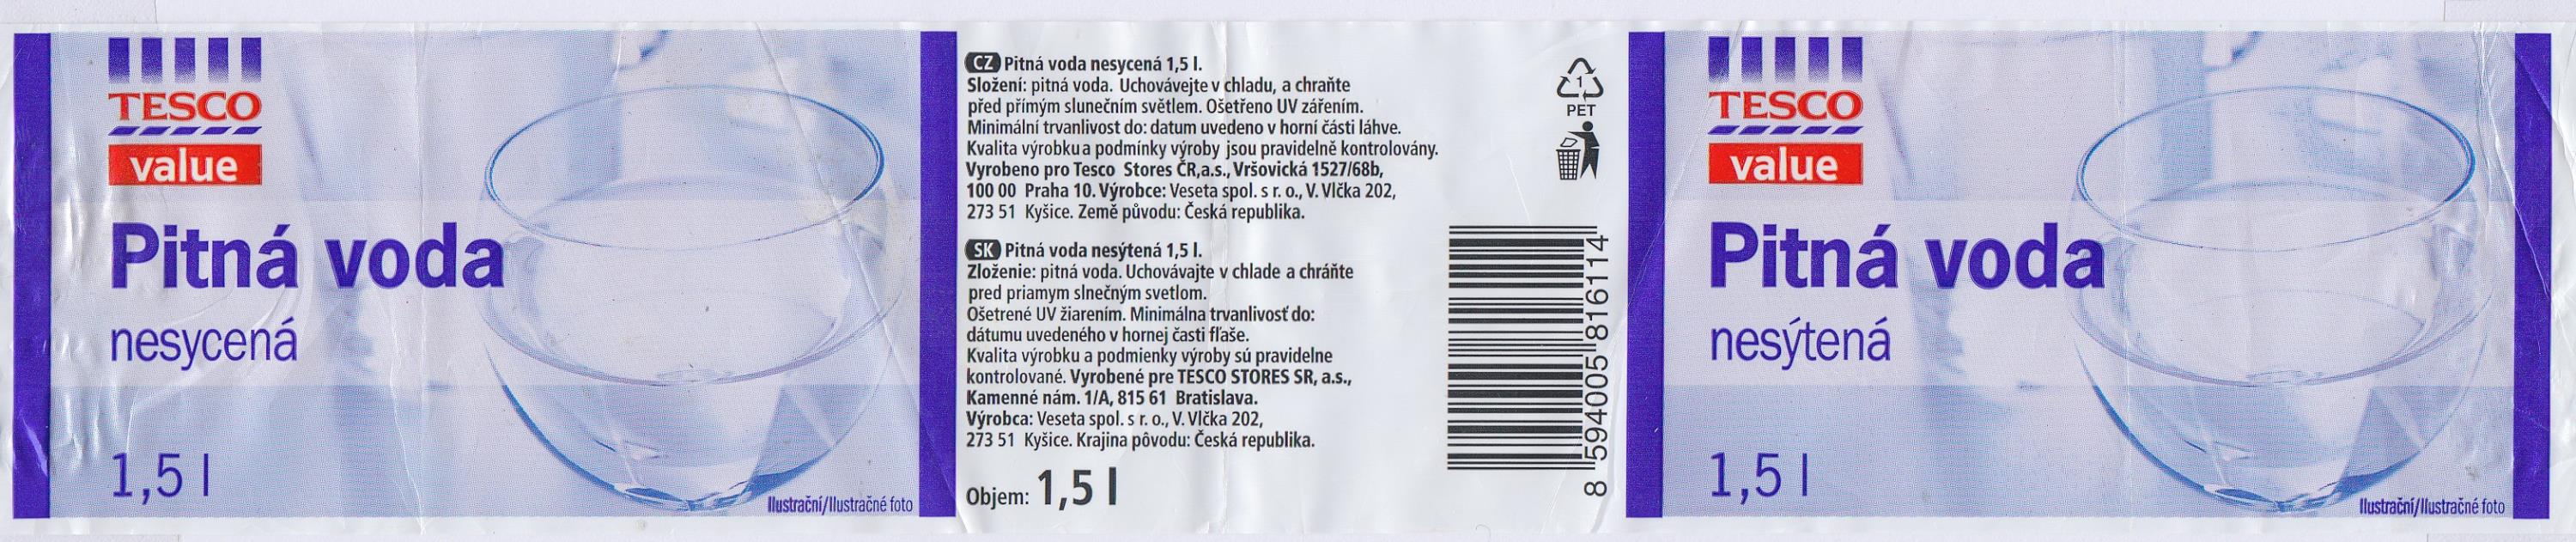 TESCO
value
Pitná voda
nesycená
1,5 l
Ilustrační/Ilustračné foto
CZ Pitná voda nesycená 1,5 l.
Složení: pitná voda. Uchovávejte v chladu, a chraňte
před přímým slunečním světlem. Ošetřeno UV zářením.
Minimální trvanlivost do: datum uvedeno v horní části láhve.
Kvalita výrobku a podmínky výroby jsou pravidelně kontrolovány.
Vyrobeno pro Tesco Stores ČR,a.s., Vršovická 1527/68b,
100 00 Praha 10. Výrobce: Veseta spol. s r. o., V. Vlčka 202,
273 51 Kyšice. Země původu: Česká republika.
SK Pitná voda nesýtená 1,5 l.
Zloženie: pitná voda. Uchovávajte v chlade a chráňte
pred priamym slnečným svetlom.
Ošetrené UV žiarením. Minimálna trvanlivosť do:
dátumu uvedeného v hornej časti fľaše.
Kvalita výrobku a podmienky výroby sú pravidelne
kontrolované. Vyrobené pre TESCO STORES SR, a.s.,
Kamenné nám. 1/A, 815 61 Bratislava.
Výrobca: Veseta spol. s r. o., V. Vlčka 202,
273 51 Kyšice. Krajina pôvodu: Česká republika.
Objem: 1,5 l
1
PET
8 594005 816114
TESCO
value
Pitná voda
nesýtená
1,5 l
Ilustrační/Ilustračné foto